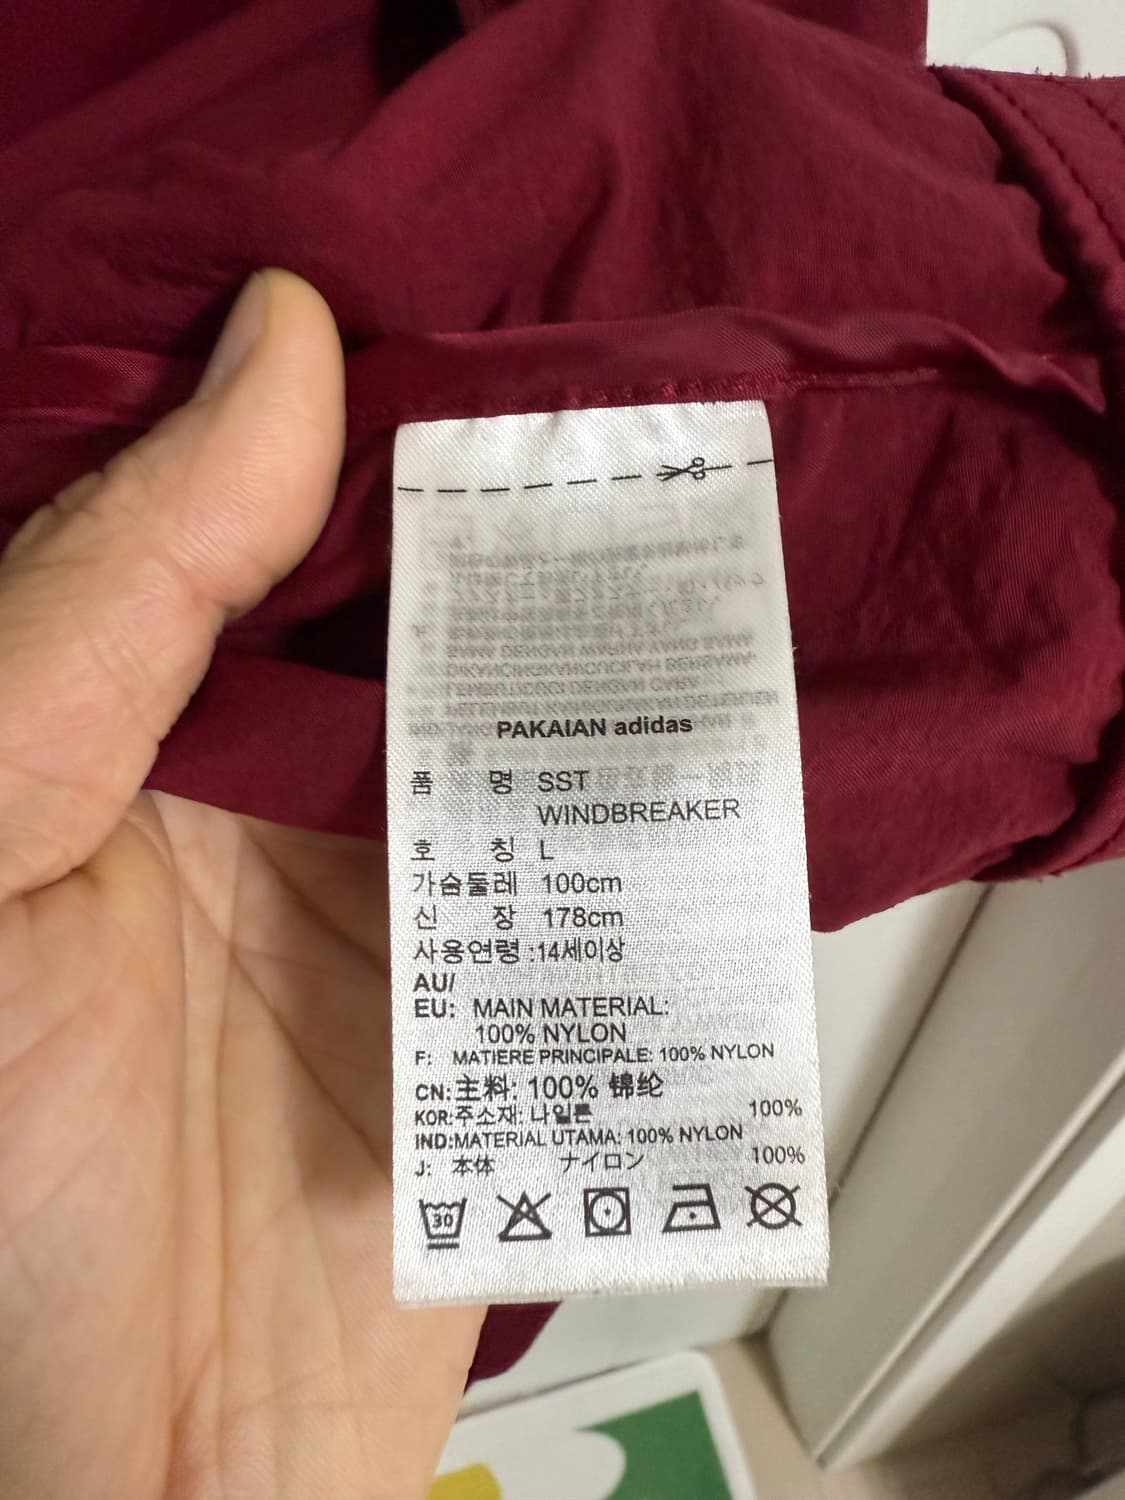 PAKAIAN adidas
품 명 SST
WINDBREAKER
호 칭 L
가슴둘레 100cm
신 장 178cm
사용연령 :14세이상
AU/
EU: MAIN MATERIAL:
100% NYLON
F: MATIERE PRINCIPALE: 100% NYLON
CN:主料: 100% 锦纶
KOR:주소재: 나일론 100%
IND:MATERIAL UTAMA: 100% NYLON
J: 本体 ナイロン 100%
30